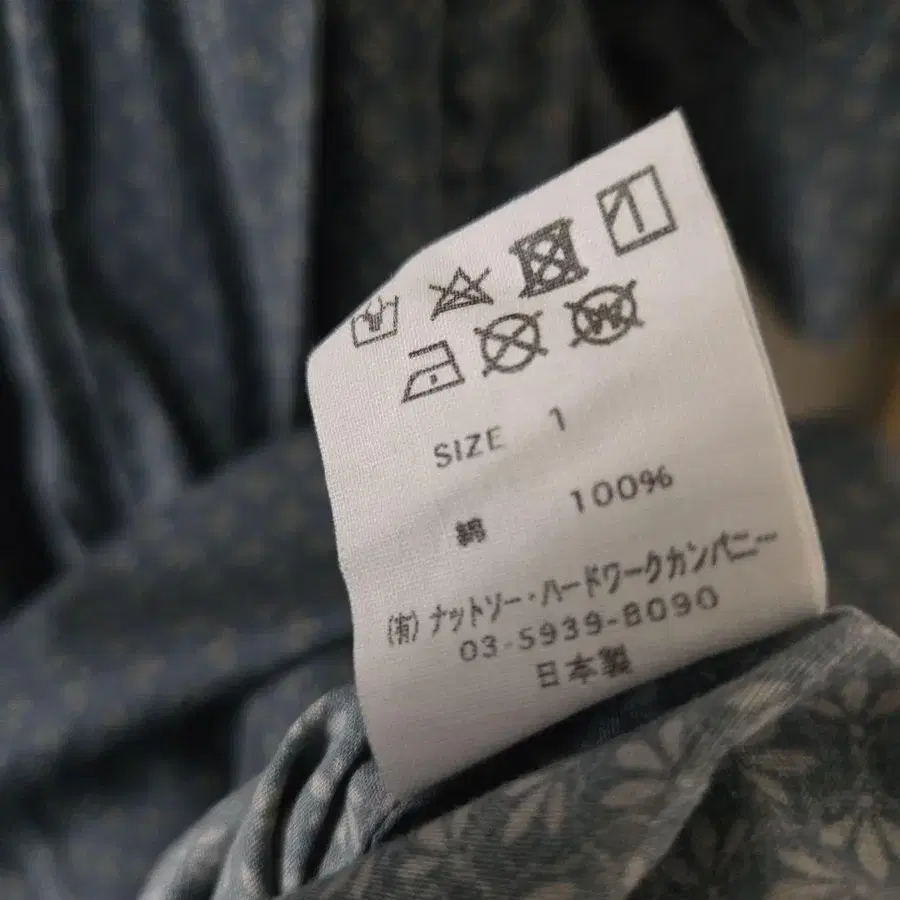 SIZE 1
綿 100%
(有) ナットソー・ハードワークカンパニー
03-5939-8090
日本製